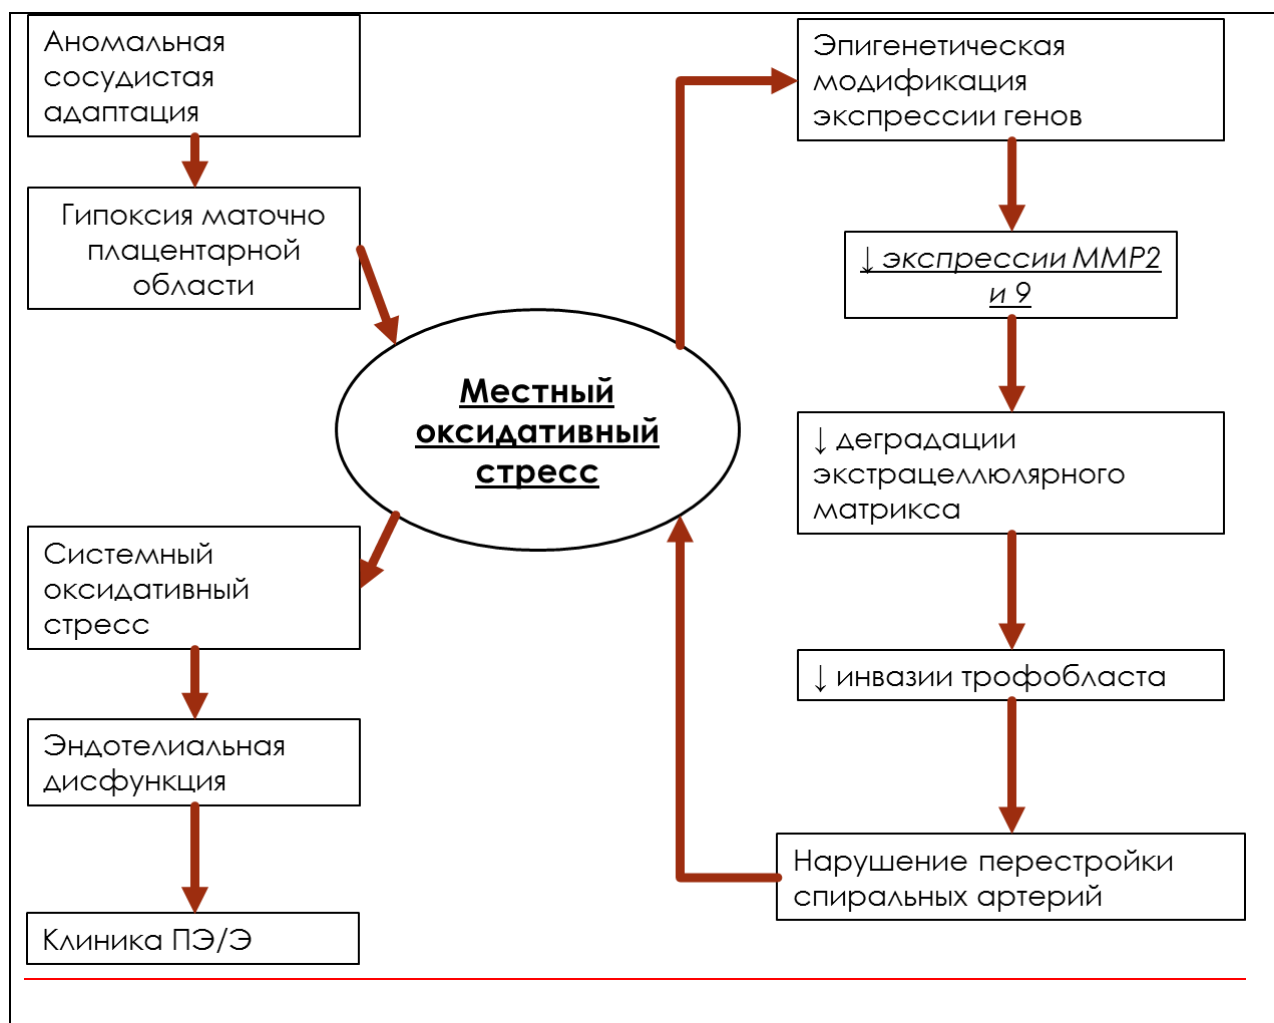 Аномальная
сосудистая
адаптация
Гипоксия маточно
плацентарной
области
Местный
оксидативный
стресс
Системный
оксидативный
стресс
Эндотелиальная
дисфункция
Клиника ПЭ/Э
Эпигенетическая
модификация
экспрессии генов
↓ экспрессии ММР2
и 9
↓ деградации
экстрацеллюлярного
матрикса
↓ инвазии трофобласта
Нарушение перестройки
спиральных артерий